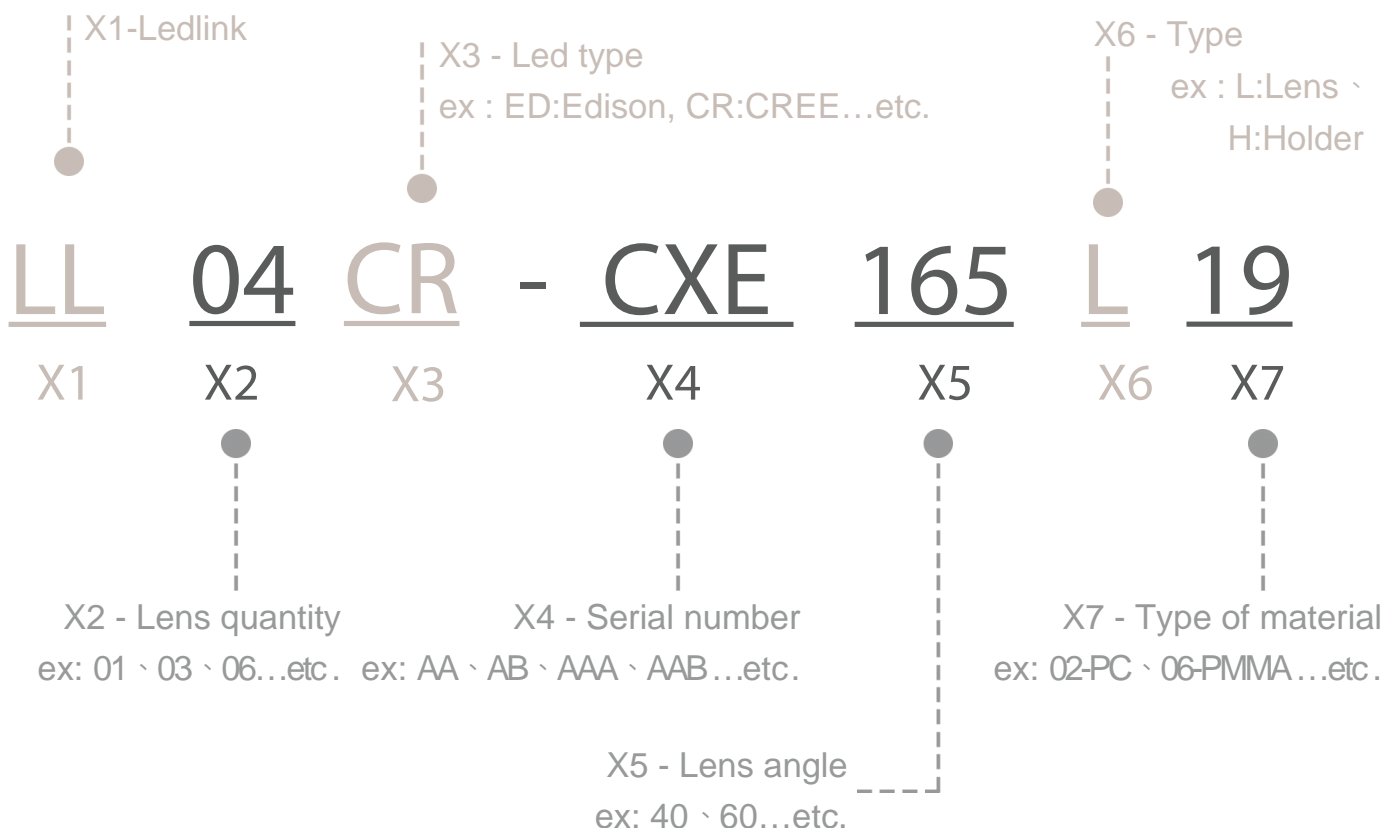 X1-Ledlink
X3 - Led type
ex : ED:Edison, CR:CREE…etc.
X6 - Type
ex : L:Lens、
H:Holder
LL 04 CR - CXE 165 L 19
X1 X2 X3 X4 X5 X6 X7
X2 - Lens quantity
ex: 01、03、06…etc.
X4 - Serial number
ex: AA、AB、AAA、AAB…etc.
X7 - Type of material
ex: 02-PC、06-PMMA…etc.
X5 - Lens angle
ex: 40、60…etc.